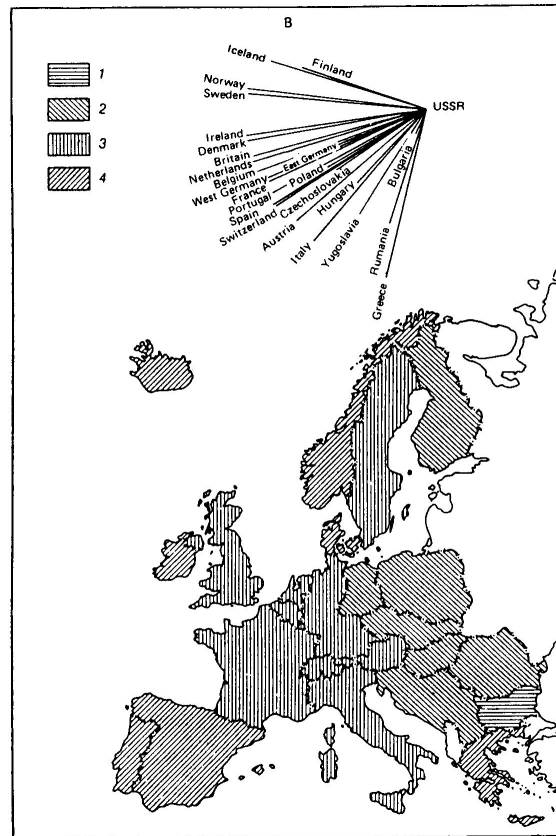 B
Iceland
Finland
Norway
Sweden
USSR
1
2
3
4
Ireland
Denmark
Britain
Netherlands
Belgium
West Germany
East Germany
France
Portugal
Poland
Spain
Switzerland
Czechoslovakia
Austria
Hungary
Italy
Yugoslavia
Bulgaria
Rumania
Greece